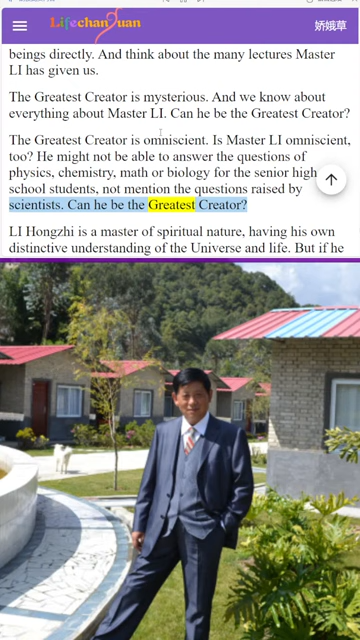 Lifechanyuan
娇娥草
beings directly. And think about the many lectures Master
LI has given us.
The Greatest Creator is mysterious. And we know about
everything about Master LI. Can he be the Greatest Creator?
The Greatest Creator is omniscient. Is Master LI omniscient,
too? He might not be able to answer the questions of
physics, chemistry, math or biology for the senior high
school students, not mention the questions raised by
scientists. Can he be the Greatest Creator?
LI Hongzhi is a master of spiritual nature, having his own
distinctive understanding of the Universe and life. But if he